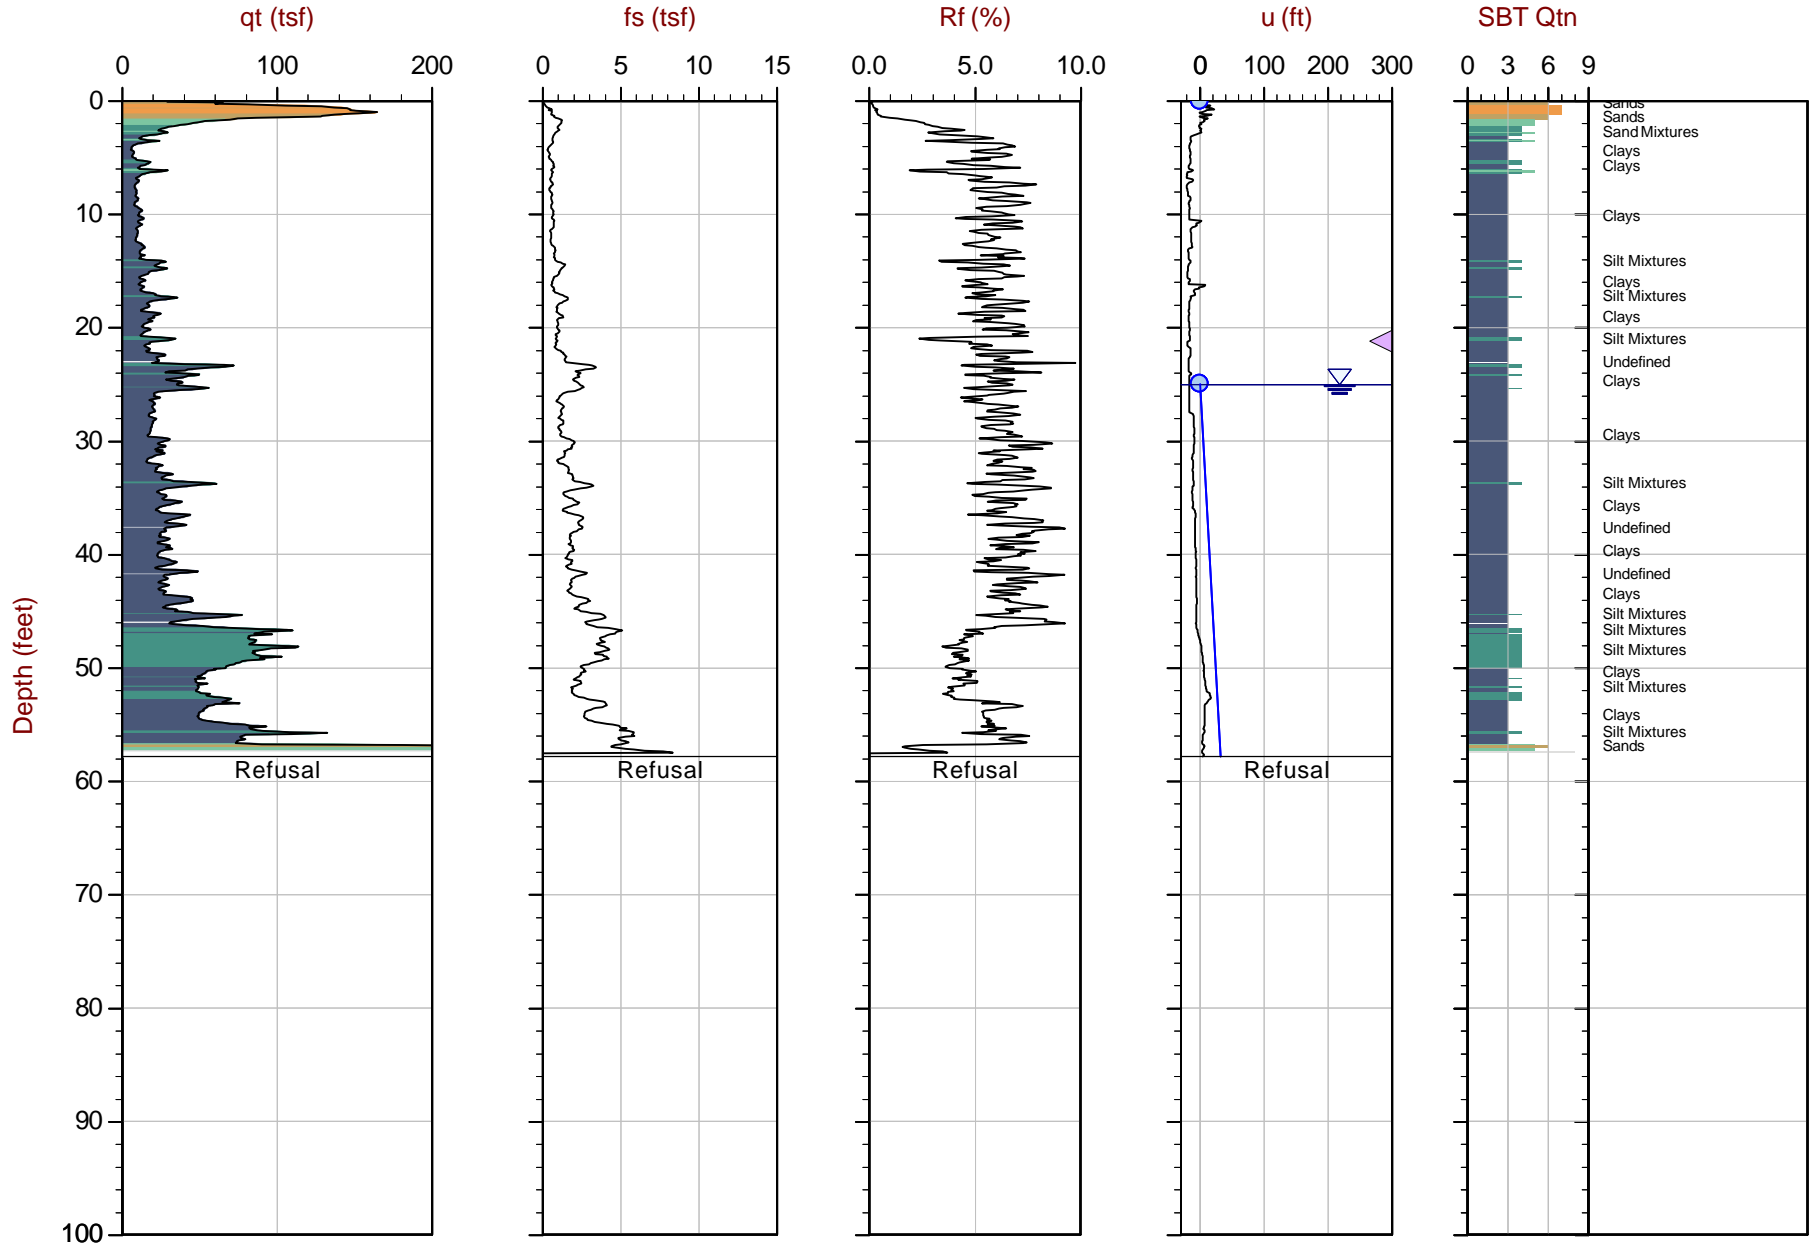 qt (tsf) fs (tsf) Rf (%) u (ft) SBT Qtn
0 100 200 0 5 15 0.0 5.0 10.0 0 100 200 300 0 3 6 9
10
0
Sands
Sands
Sand Mixtures
Clays
Clays
10
Clays
Silt Mixtures
Clays
Silt Mixtures
Clays
20
Silt Mixtures
Undefined
Clays
30
Clays
Silt Mixtures
Clays
Undefined
40
Clays
Undefined
Clays
Silt Mixtures
Silt Mixtures
Silt Mixtures
50
Clays
Silt Mixtures
Clays
Silt Mixtures
Sands
Refusal Refusal Refusal Refusal
60
70
80
90
100
Depth (feet)